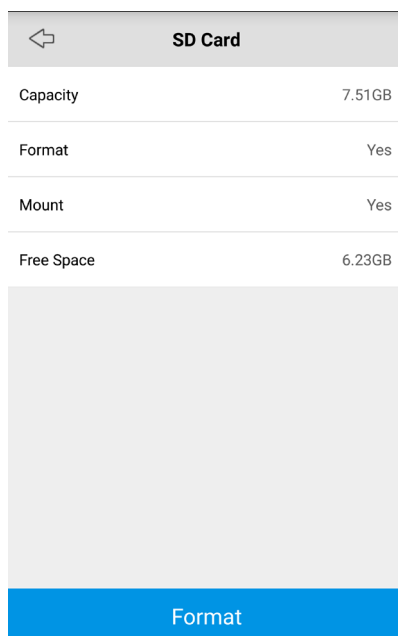 SD Card
Capacity 7.51GB
Format Yes
Mount Yes
Free Space 6.23GB
Format